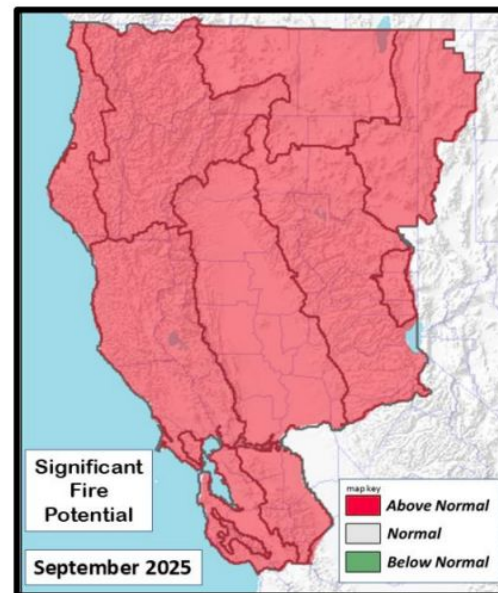 Significant
Fire
Potential
September 2025
map key
Above Normal
Normal
Below Normal